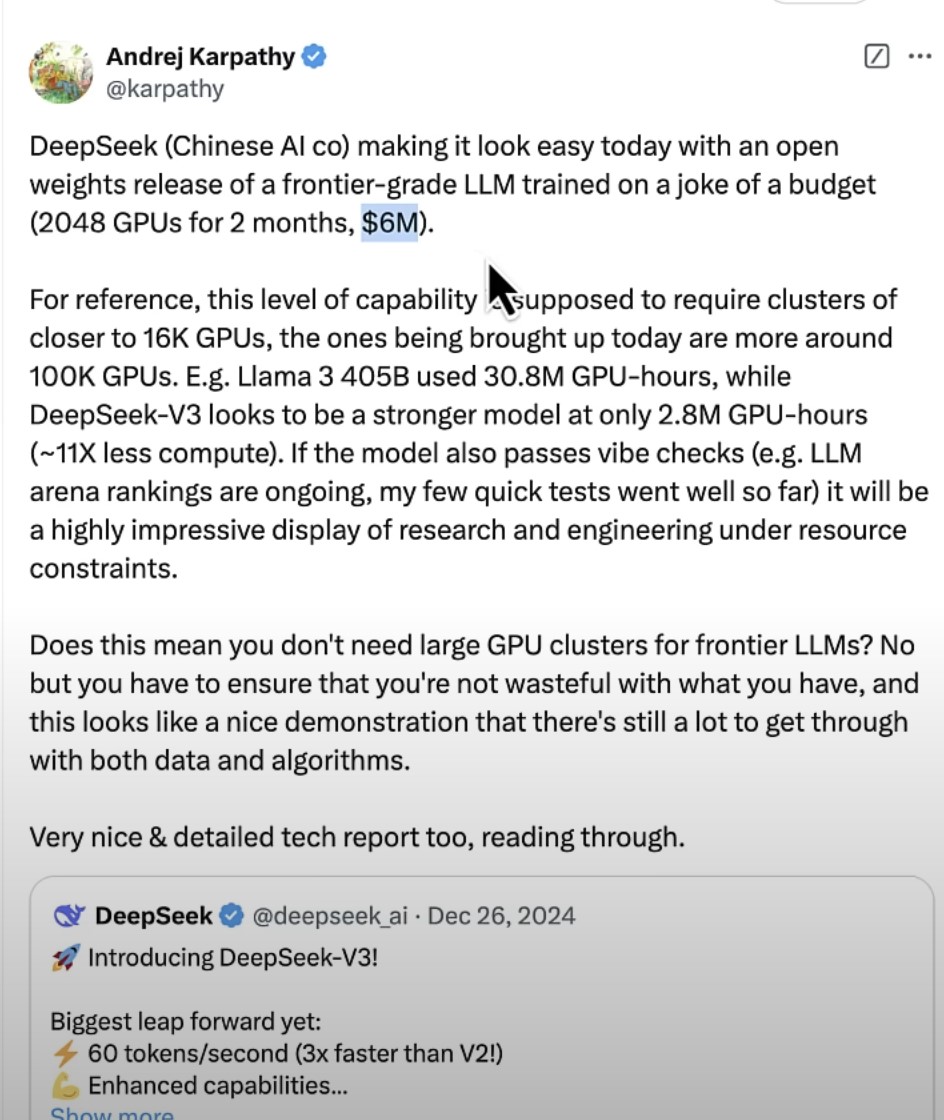 Andrej Karpathy
@karpathy
DeepSeek (Chinese AI co) making it look easy today with an open
weights release of a frontier-grade LLM trained on a joke of a budget
(2048 GPUs for 2 months, $6M).
For reference, this level of capability supposed to require clusters of
closer to 16K GPUs, the ones being brought up today are more around
100K GPUs. E.g. Llama 3 405B used 30.8M GPU-hours, while
DeepSeek-V3 looks to be a stronger model at only 2.8M GPU-hours
(~11X less compute). If the model also passes vibe checks (e.g. LLM
arena rankings are ongoing, my few quick tests went well so far) it will be
a highly impressive display of research and engineering under resource
constraints.
Does this mean you don't need large GPU clusters for frontier LLMs? No
but you have to ensure that you're not wasteful with what you have, and
this looks like a nice demonstration that there's still a lot to get through
with both data and algorithms.
Very nice & detailed tech report too, reading through.
DeepSeek @deepseek_ai · Dec 26, 2024
🚀 Introducing DeepSeek-V3!
Biggest leap forward yet:
⚡ 60 tokens/second (3x faster than V2!)
💪 Enhanced capabilities...
Show more